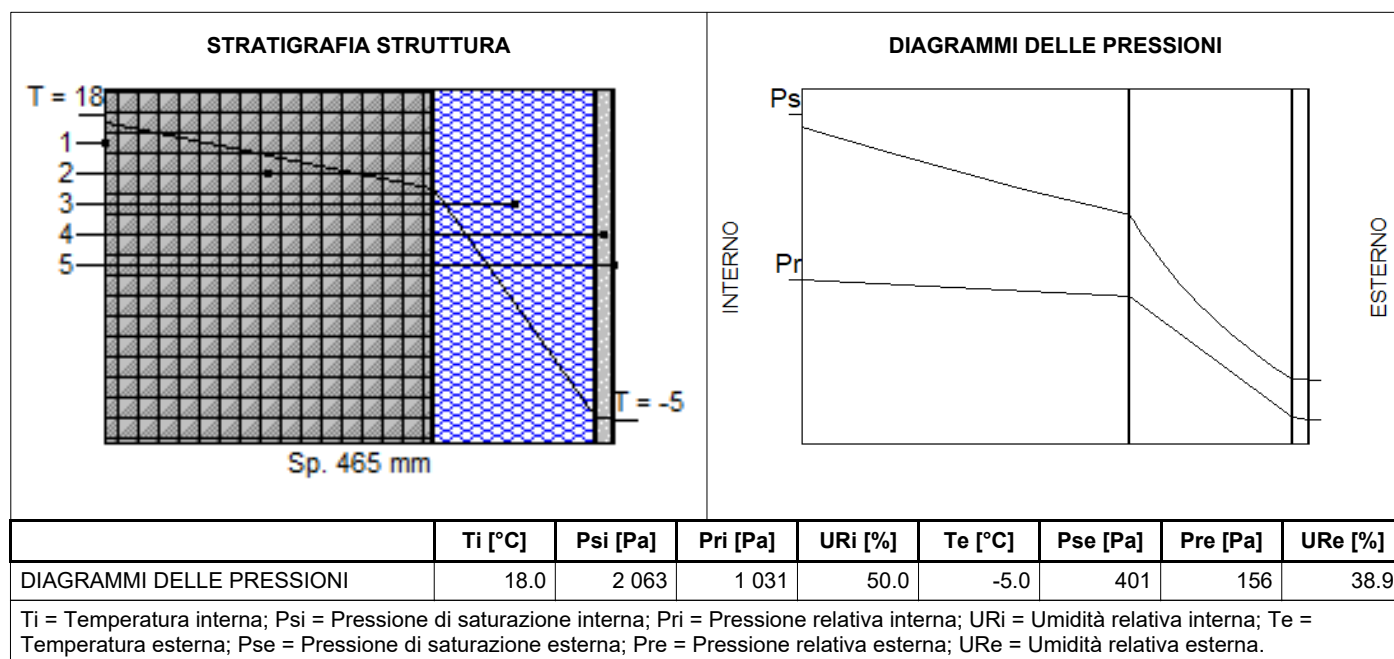 STRATIGRAFIA STRUTTURA
T = 18
1
2
3
4
5
T = -5
Sp. 465 mm
DIAGRAMMI DELLE PRESSIONI
Ps
Pr
INTERNO
ESTERNO
Ti [°C] Psi [Pa] Pri [Pa] URi [%] Te [°C] Pse [Pa] Pre [Pa] URe [%]
DIAGRAMMI DELLE PRESSIONI 18.0 2 063 1 031 50.0 -5.0 401 156 38.9
Ti = Temperatura interna; Psi = Pressione di saturazione interna; Pri = Pressione relativa interna; URi = Umidità relativa interna; Te =
Temperatura esterna; Pse = Pressione di saturazione esterna; Pre = Pressione relativa esterna; URe = Umidità relativa esterna.